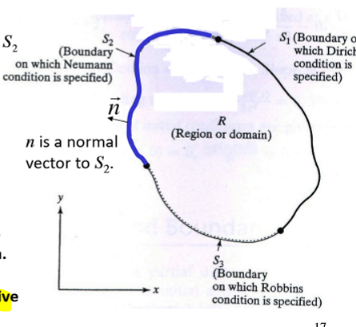 S₂
S₂
(Boundary
on which Neumann
condition is specified)
S₁ (Boundary
which
condition is
specified)
n
n is a normal
vector to S₂.
R
(Region or domain)
y
x
S₃
(Boundary
on which Robbins
condition is specified)
17